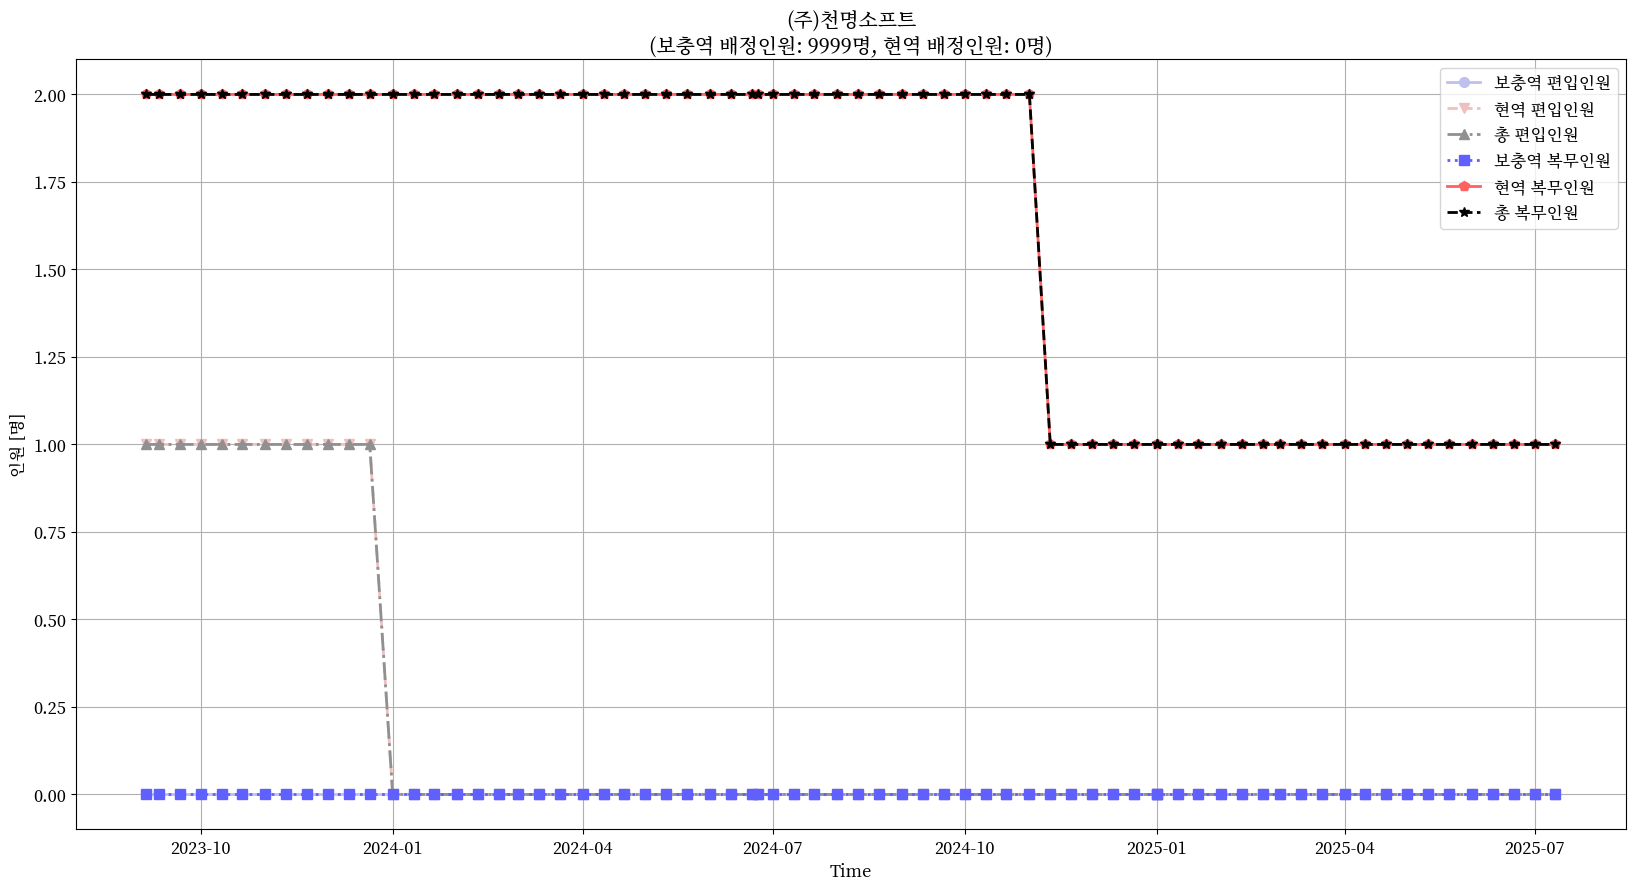 (주)천명소프트
(보충역 배정인원: 9999명, 현역 배정인원: 0명)
보충역 편입인원
현역 편입인원
총 편입인원
보충역 복무인원
현역 복무인원
총 복무인원
인원 [명]
2.00
1.75
1.50
1.25
1.00
0.75
0.50
0.25
0.00
2023-10
2024-01
2024-04
2024-07
2024-10
2025-01
2025-04
2025-07
Time